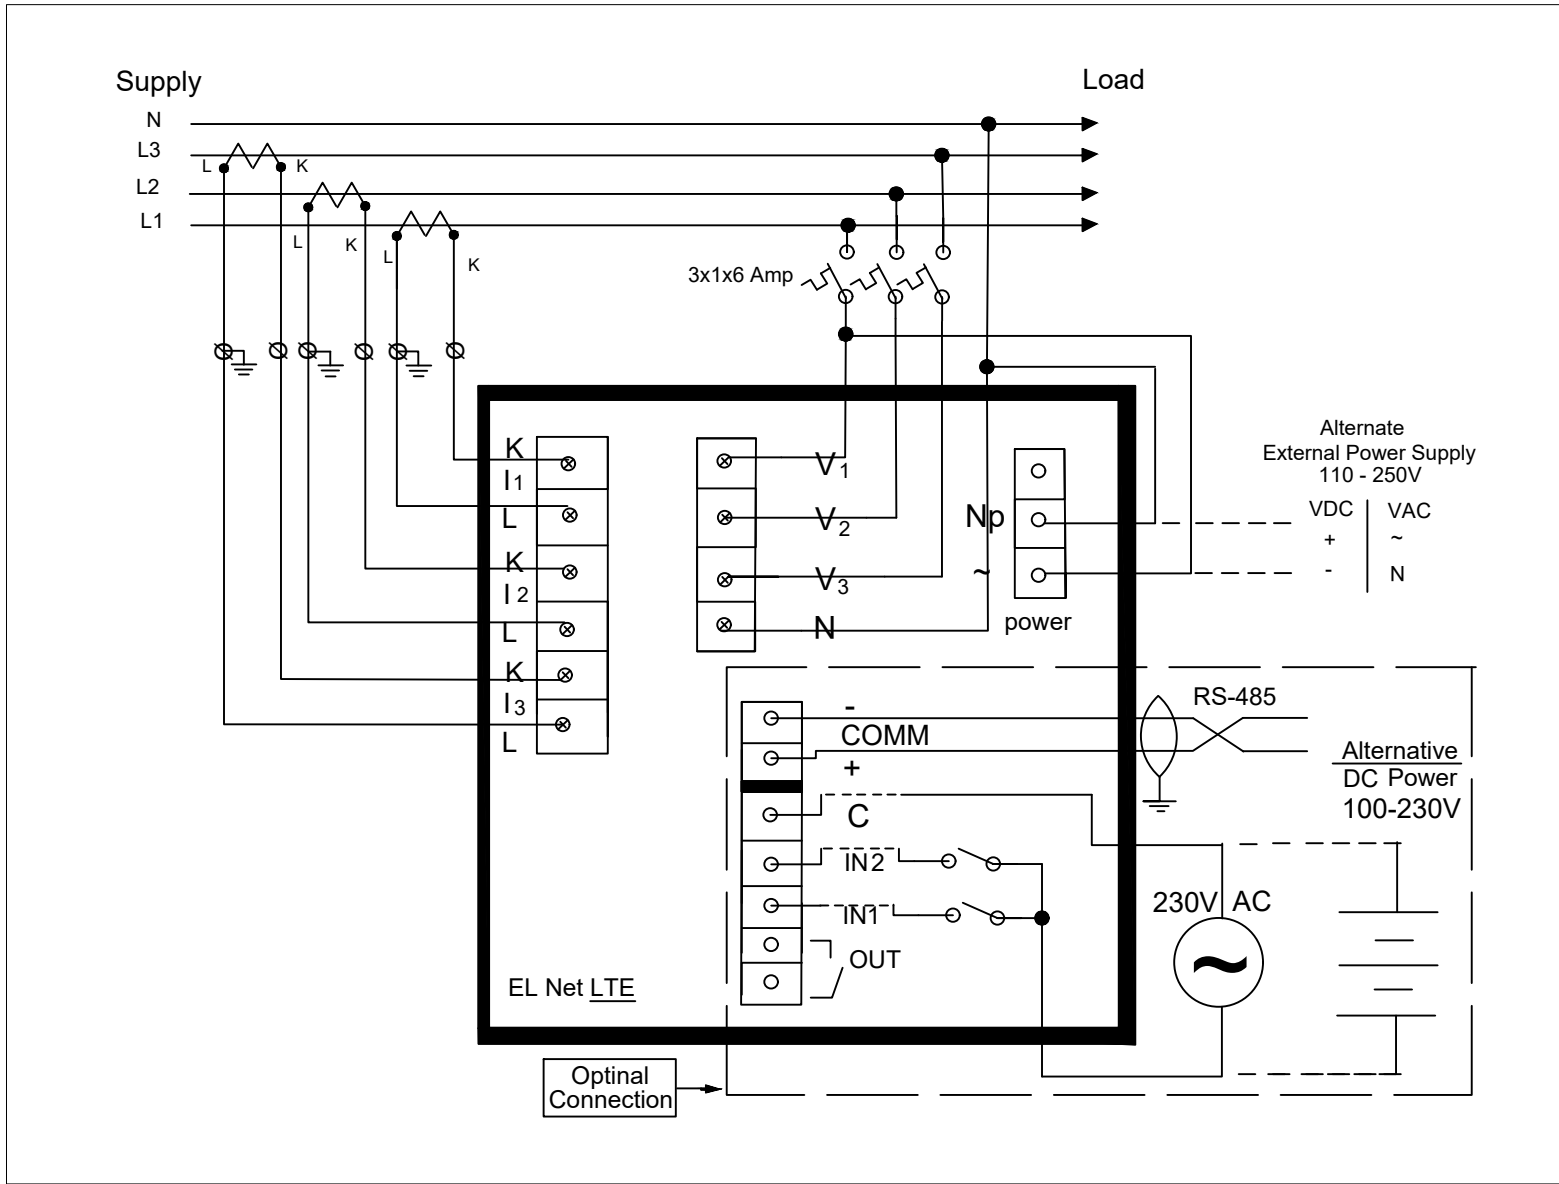 Supply
Load
N
L3
L K
L2
L K
L1
L K
3x1x6 Amp
Alternate
External Power Supply
110 - 250V
VDC VAC
+ ~
- N
K
I1
L
K
I2
L
K
I3
L
V1
V2
V3
N
Np
~
power
RS-485
-
COMM
+
C
IN2
IN1
OUT
Alternative
DC Power
100-230V
230V AC
EL Net LTE
Optinal
Connection